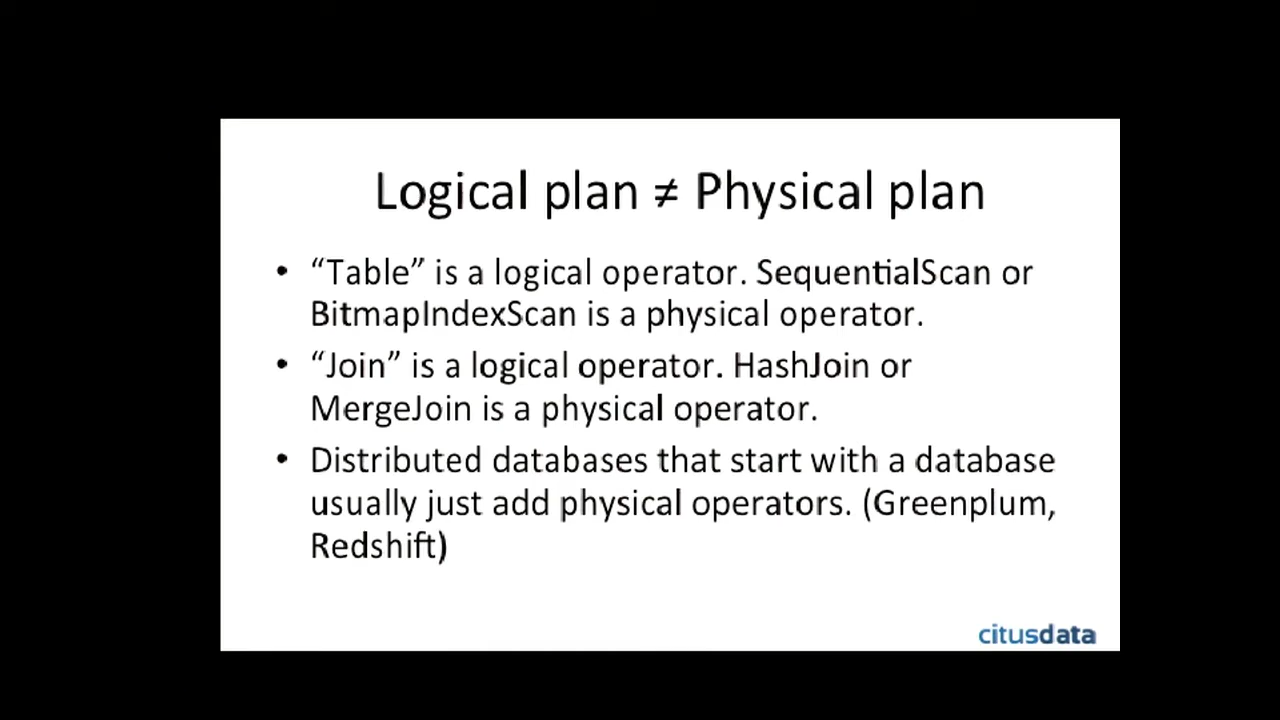 Logical plan ≠ Physical plan
• “Table” is a logical operator. SequentialScan or
BitmapIndexScan is a physical operator.
• “Join” is a logical operator. HashJoin or
MergeJoin is a physical operator.
• Distributed databases that start with a database
usually just add physical operators. (Greenplum,
Redshift)
citusdata